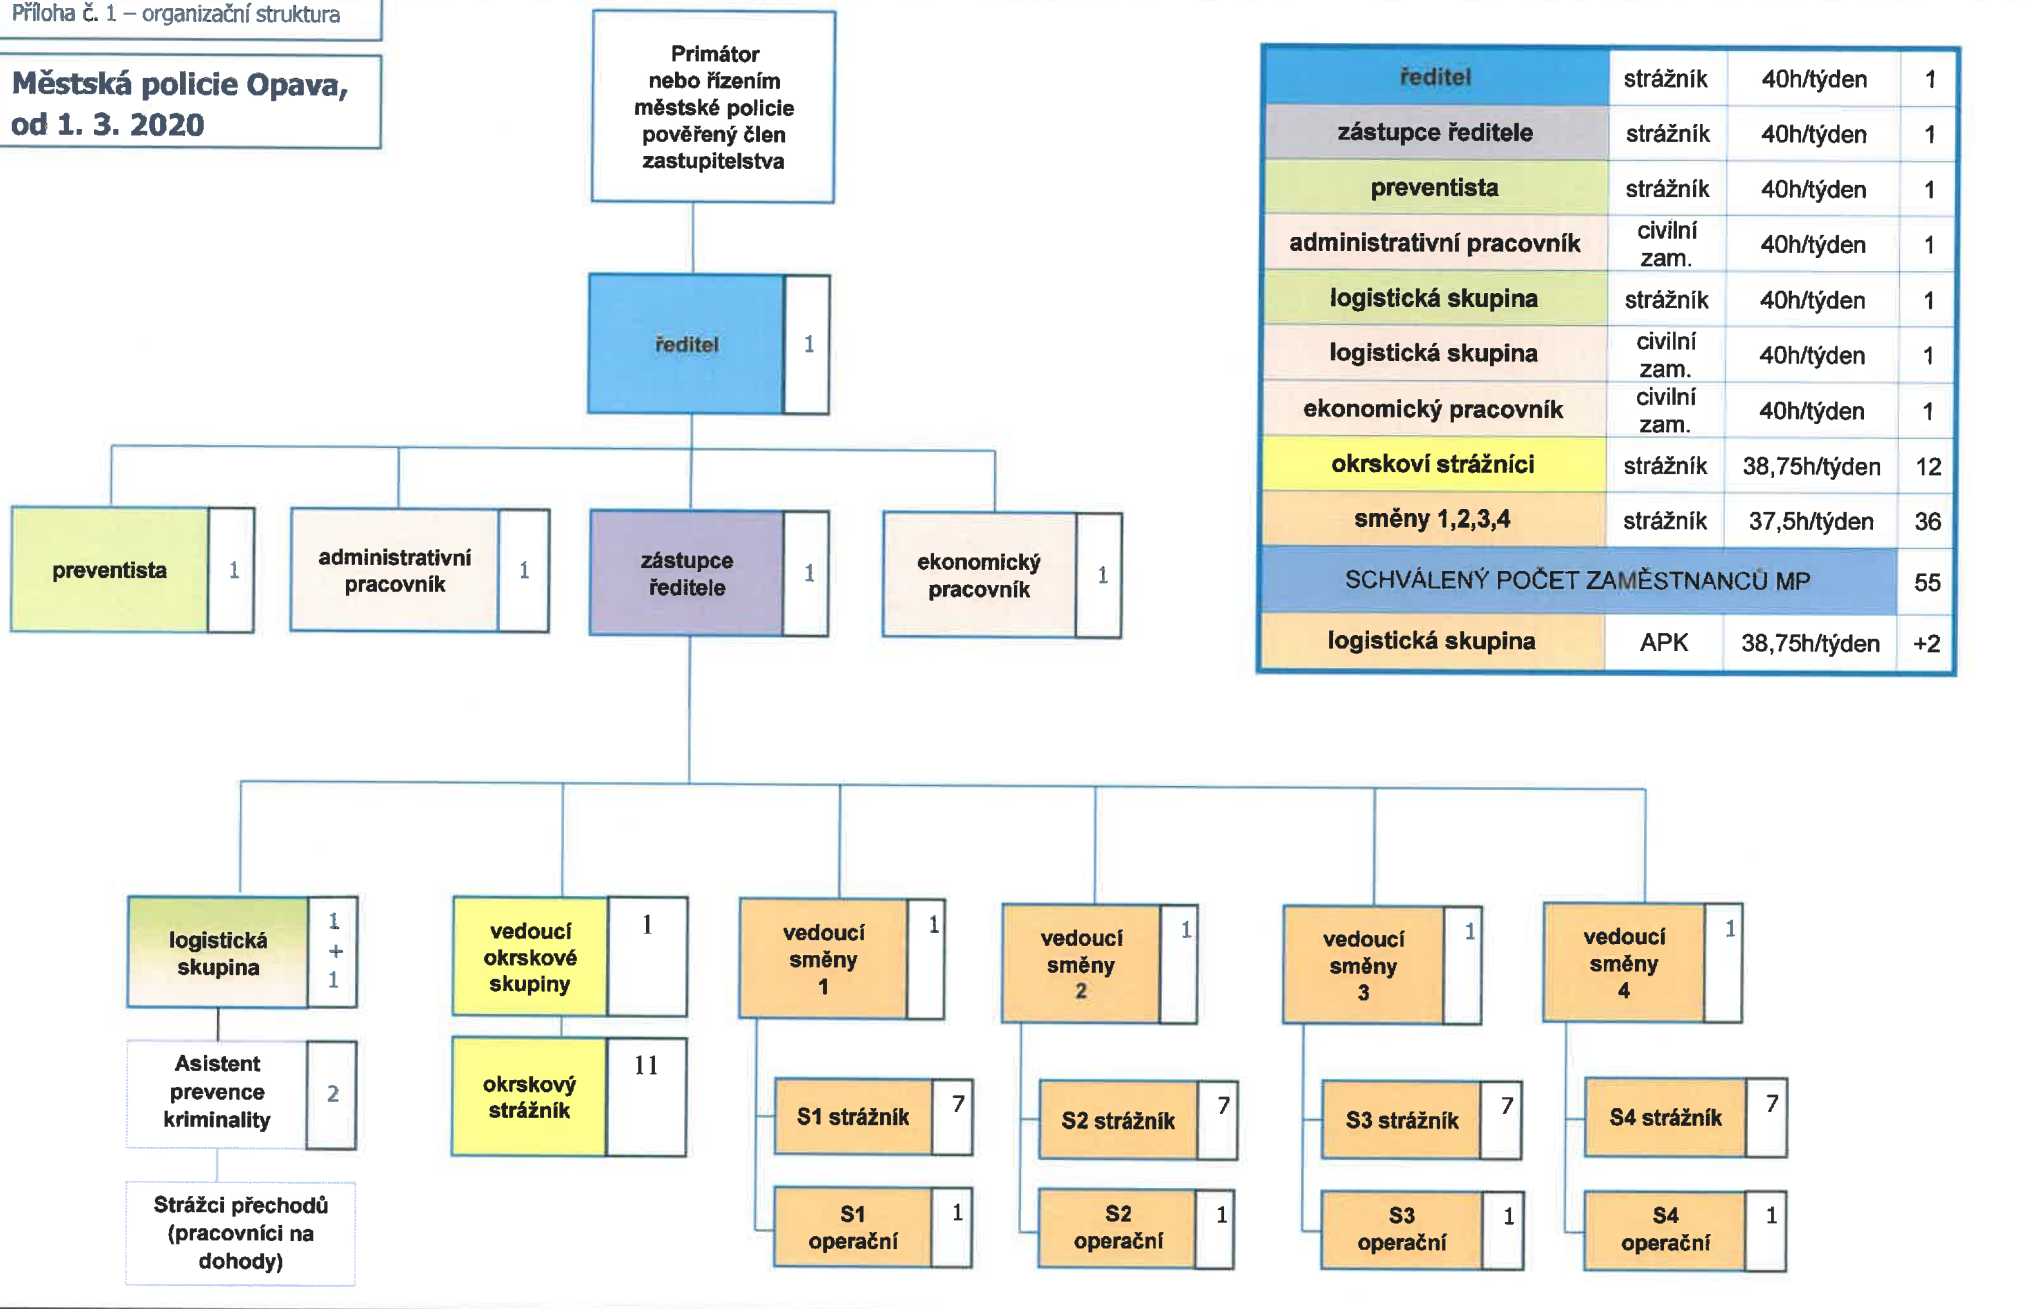 Příloha č. 1 – organizační struktura
Městská policie Opava,
od 1. 3. 2020
Primátor
nebo řízením
městské policie
pověřený člen
zastupitelstva
ředitel 1
preventista 1
administrativní
pracovník
1
zástupce
ředitele
1
ekonomický
pracovník
1
logistická
skupina
1
+
1
Asistent
prevence
kriminality
2
Strážci přechodů
(pracovníci na
dohody)
vedoucí
okrskové
skupiny
1
okrskový
strážník
11
vedoucí
směny
1
1
S1 strážník 7
S1
operační
1
vedoucí
směny
2
1
S2 strážník 7
S2
operační
1
vedoucí
směny
3
1
S3 strážník 7
S3
operační
1
vedoucí
směny
4
1
S4 strážník 7
S4
operační
1
ředitel strážník 40h/týden 1
zástupce ředitele strážník 40h/týden 1
preventista strážník 40h/týden 1
administrativní pracovník civilní zam. 40h/týden 1
logistická skupina strážník 40h/týden 1
logistická skupina civilní zam. 40h/týden 1
ekonomický pracovník civilní zam. 40h/týden 1
okrskoví strážníci strážník 38,75h/týden 12
směny 1,2,3,4 strážník 37,5h/týden 36
SCHVÁLENÝ POČET ZAMĚSTNANCŮ MP 55
logistická skupina APK 38,75h/týden +2